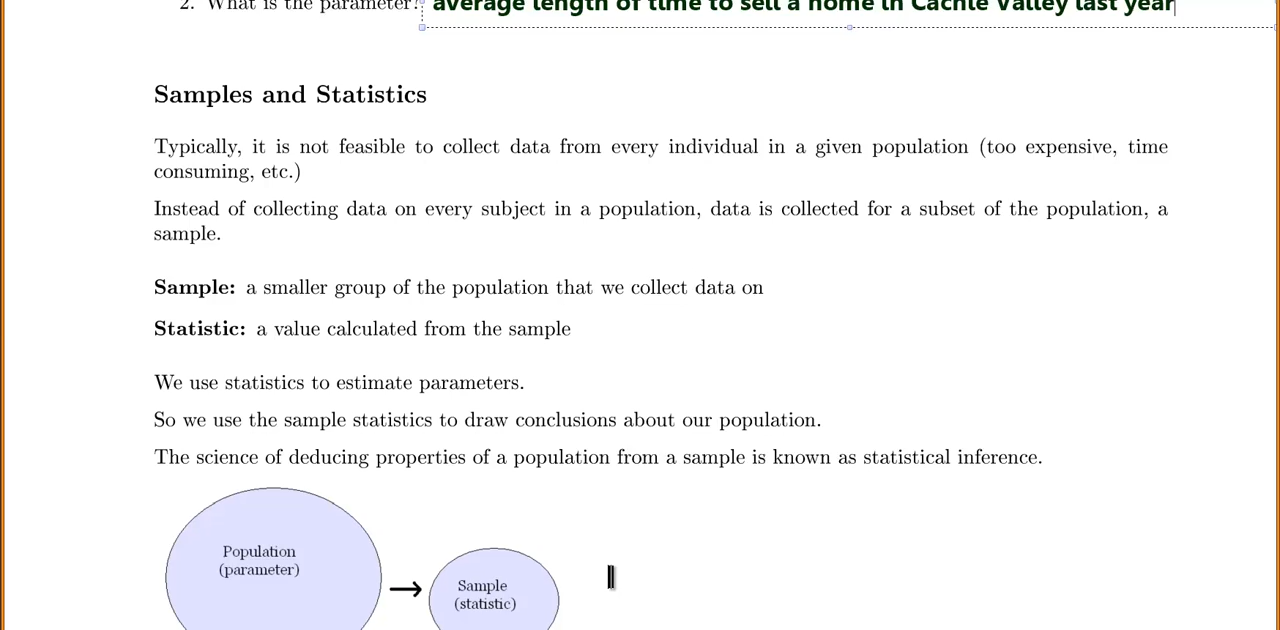 2. What is the parameter? average length of time to sell a home in Cache Valley last year
Samples and Statistics
Typically, it is not feasible to collect data from every individual in a given population (too expensive, time
consuming, etc.)
Instead of collecting data on every subject in a population, data is collected for a subset of the population, a
sample.
Sample: a smaller group of the population that we collect data on
Statistic: a value calculated from the sample
We use statistics to estimate parameters.
So we use the sample statistics to draw conclusions about our population.
The science of deducing properties of a population from a sample is known as statistical inference.
Population
(parameter)
Sample
(statistic)